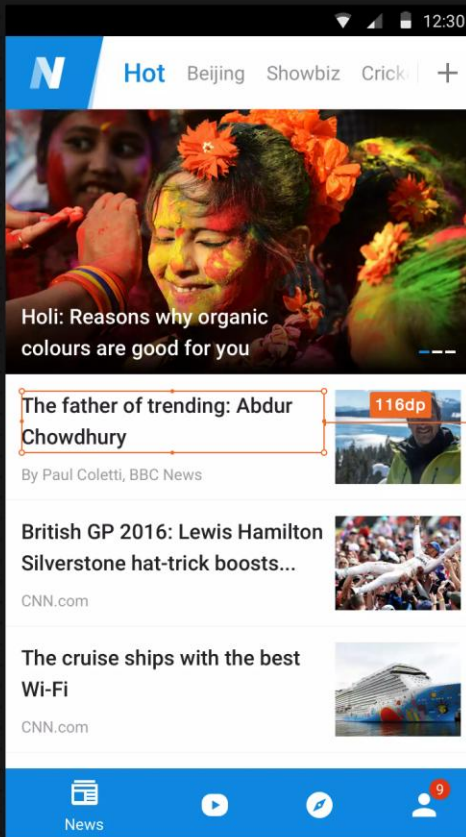 12:30
N Hot Beijing Showbiz Crick
Holi: Reasons why organic
colours are good for you
The father of trending: Abdur
Chowdhury
116dp
By Paul Coletti, BBC News
British GP 2016: Lewis Hamilton
Silverstone hat-trick boosts...
CNN.com
The cruise ships with the best
Wi-Fi
CNN.com
9
News